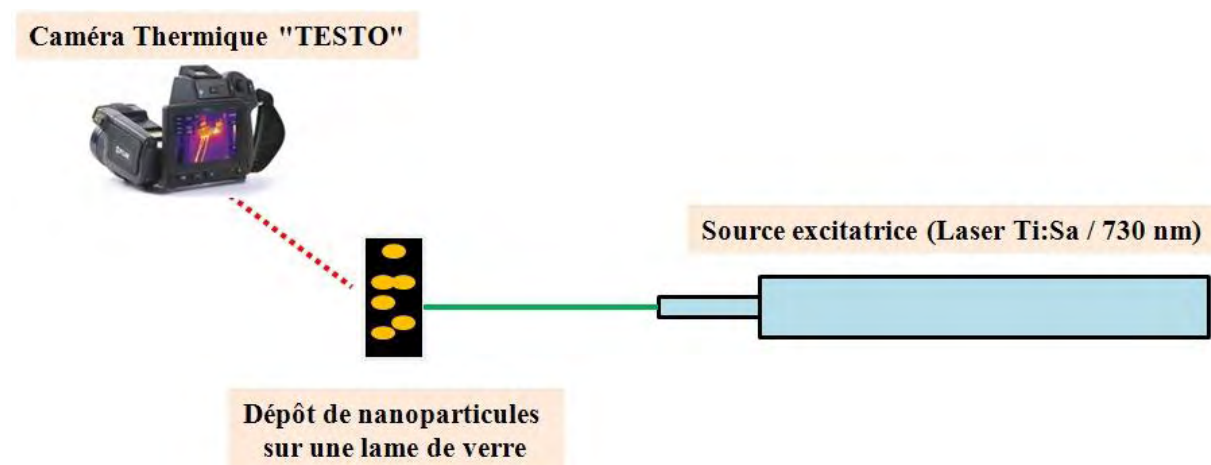 Caméra Thermique "TESTO"
Source excitatrice (Laser Ti:Sa / 730 nm)
Dépôt de nanoparticules
sur une lame de verre